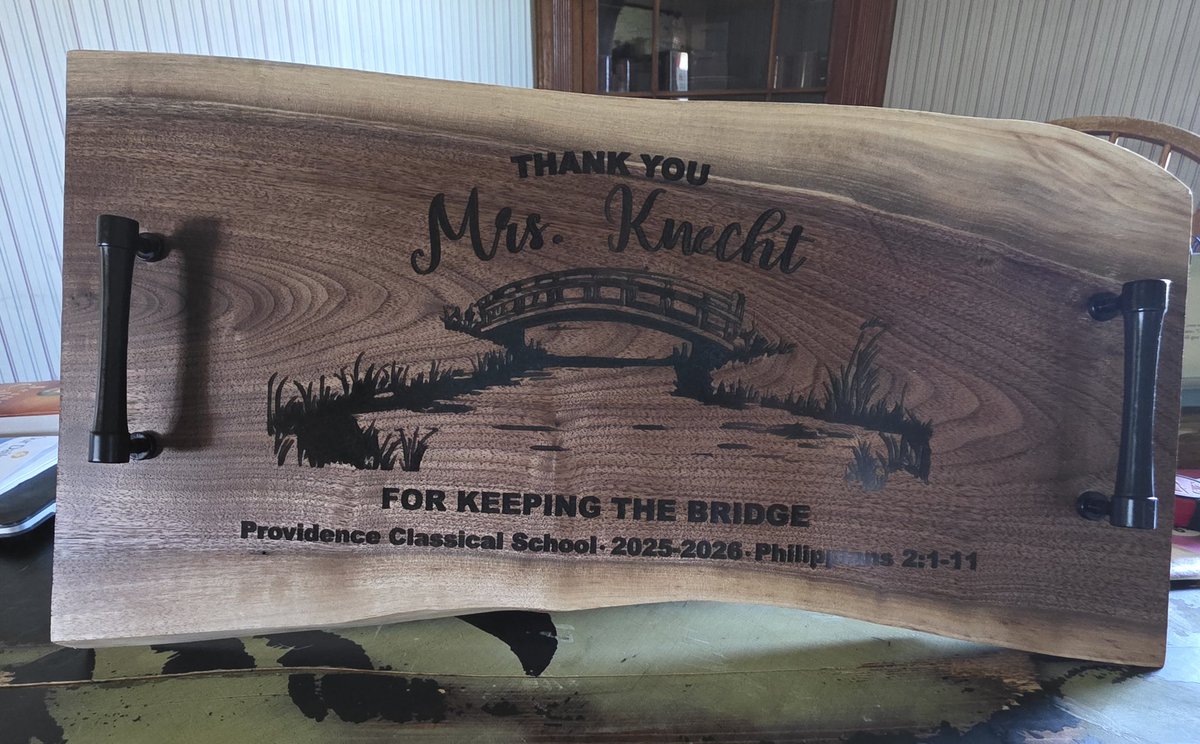 THANK YOU
Mrs. Knecht
FOR KEEPING THE BRIDGE
Providence Classical School · 2025-2026 · Philippians 2:1-11